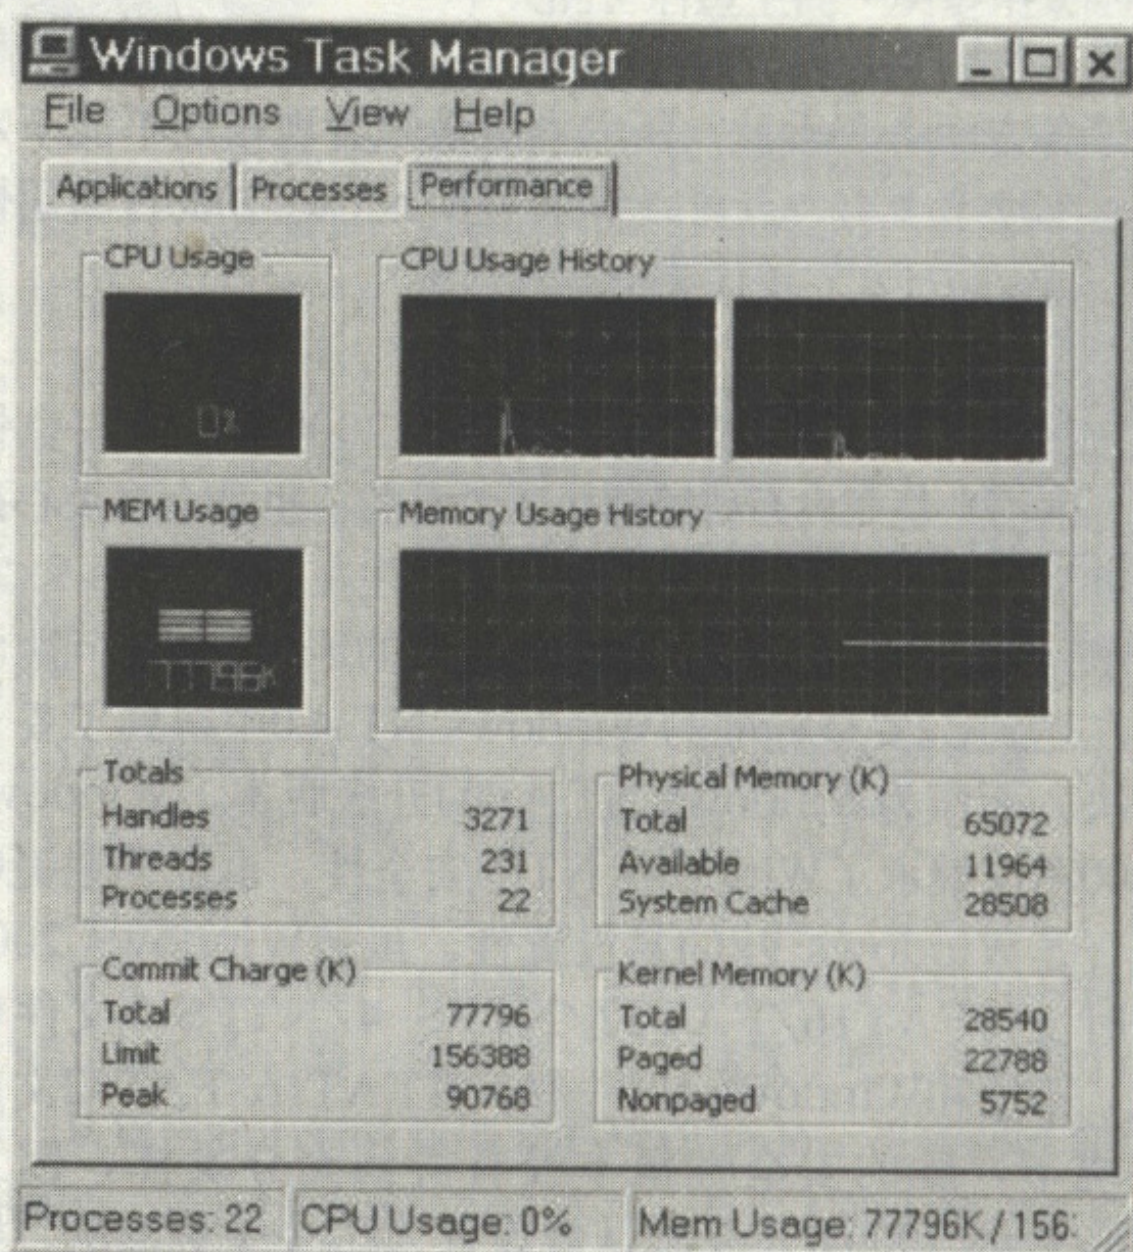 Windows Task Manager
File Options View Help
Applications Processes Performance
CPU Usage
0%
CPU Usage History
MEM Usage
77796K
Memory Usage History
Totals
Handles 3271
Threads 231
Processes 22
Physical Memory (K)
Total 65072
Available 11964
System Cache 28508
Commit Charge (K)
Total 77796
Limit 156388
Peak 90768
Kernel Memory (K)
Total 28540
Paged 22788
Nonpaged 5752
Processes: 22 CPU Usage: 0% Mem Usage: 77796K / 156